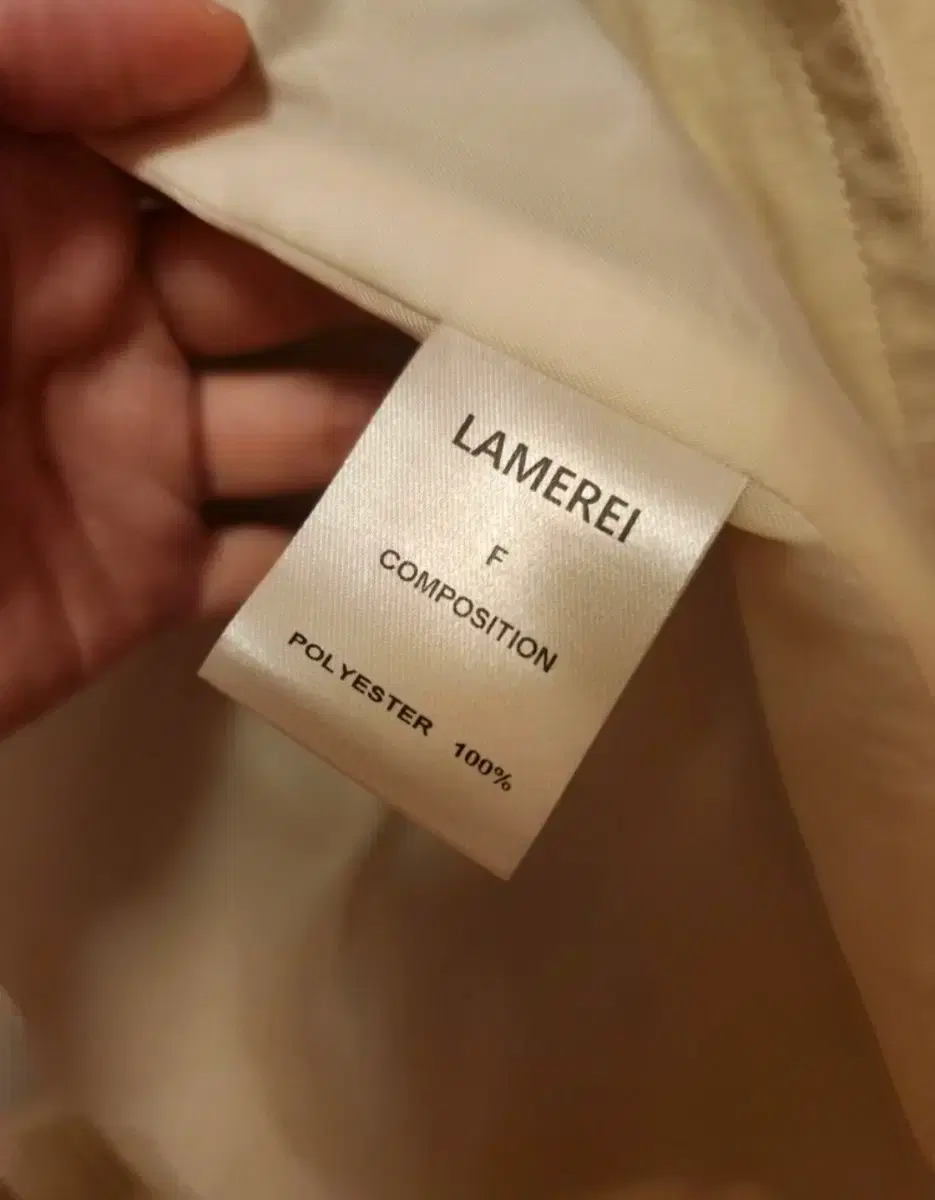 LAMEREI
F
COMPOSITION
POLYESTER 100%